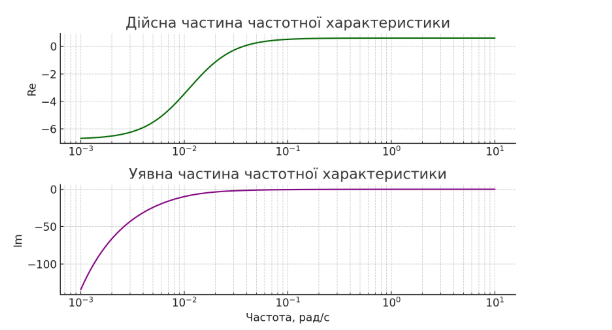 Дійсна частина частотної характеристики
0
−2
−4
−6
Re
10⁻³ 10⁻² 10⁻¹ 10⁰ 10¹
Уявна частина частотної характеристики
0
−50
−100
Im
10⁻³ 10⁻² 10⁻¹ 10⁰ 10¹
Частота, рад/с